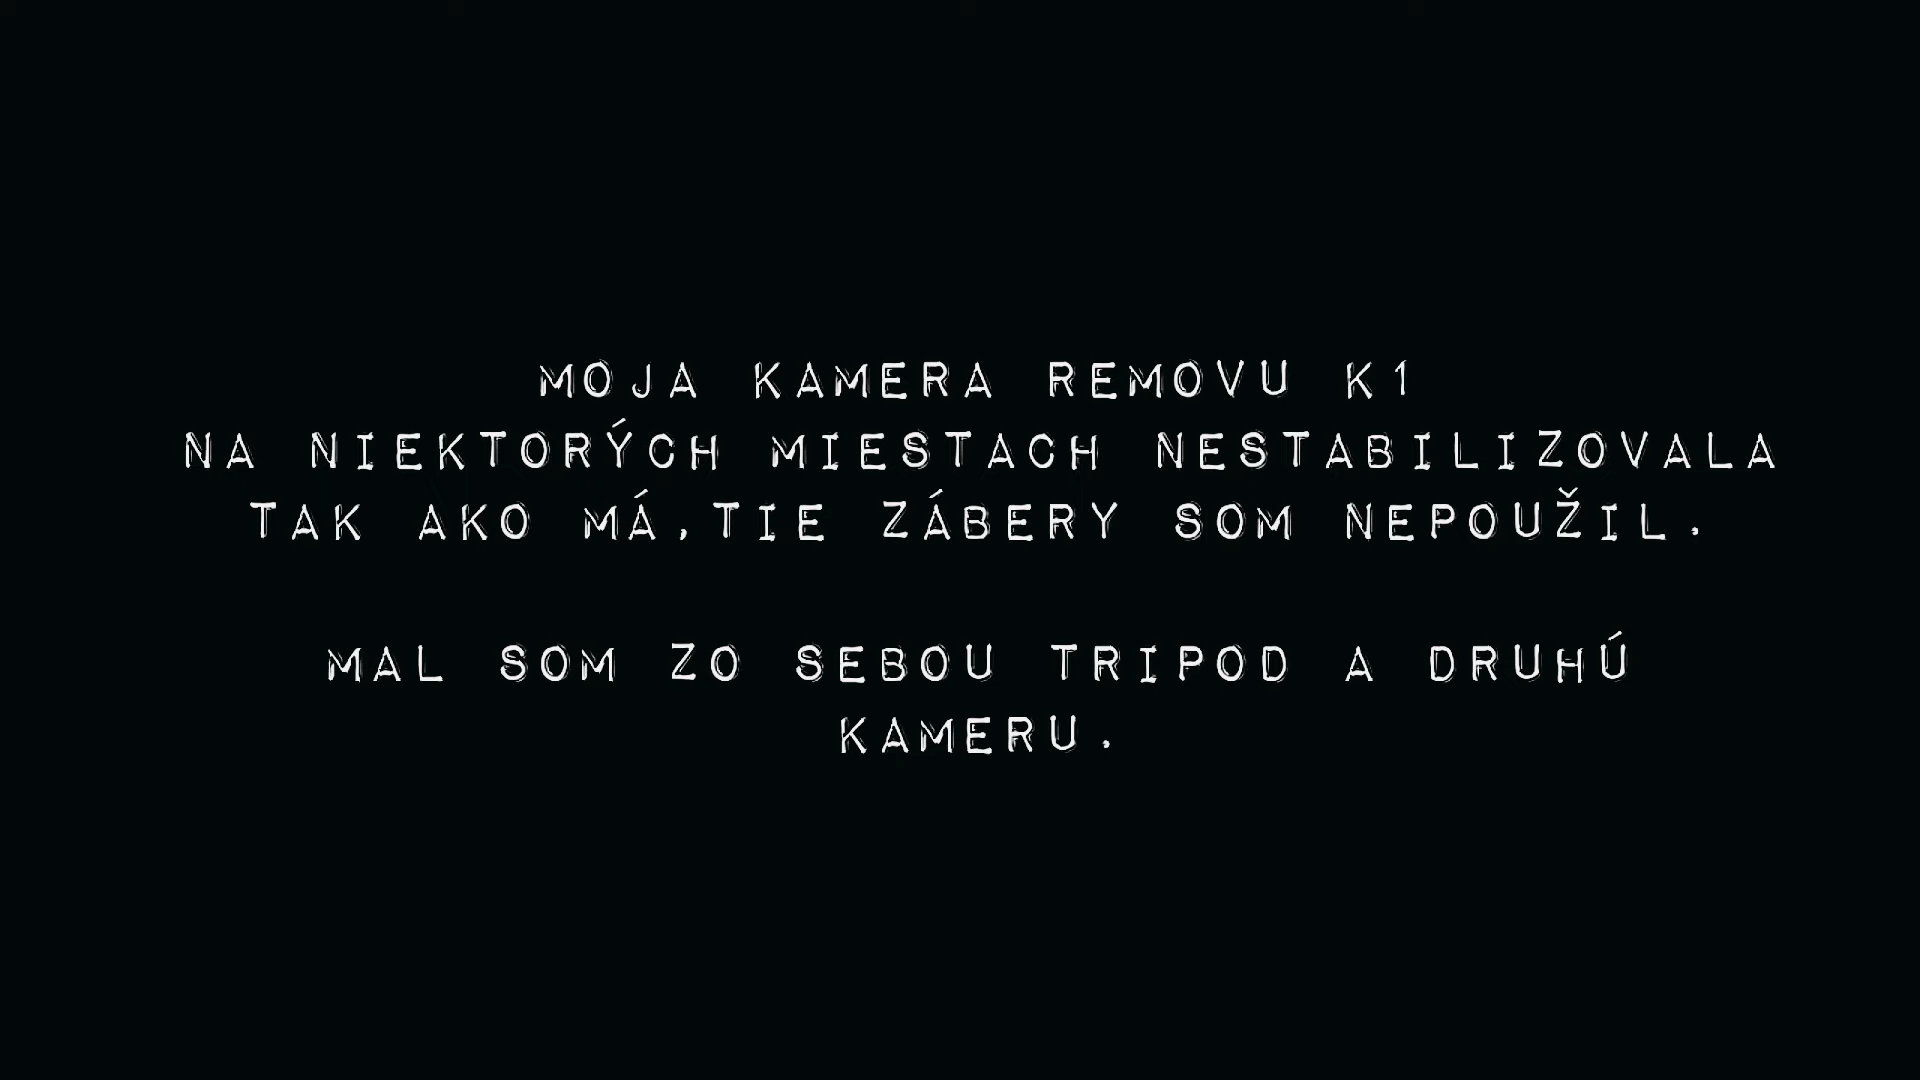 MOJA KAMERA REMOVU K1
NA NIEKTORÝCH MIESTACH NESTABILIZOVALA
TAK AKO MÁ,TIE ZÁBERY SOM NEPOUŽIL.
MAL SOM ZO SEBOU TRIPOD A DRUHÚ
KAMERU.